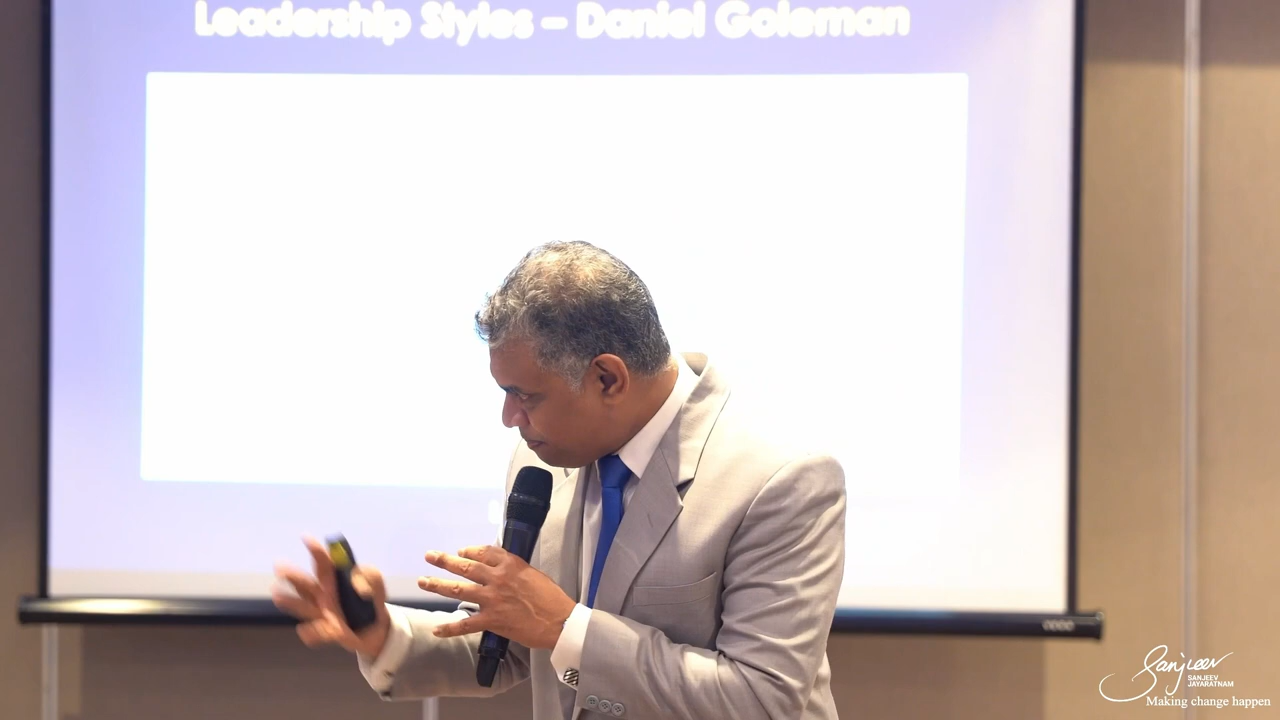 Leadership Styles – Daniel Goleman
Sanjeev
SANJEEV
JAYARATNAM
Making change happen